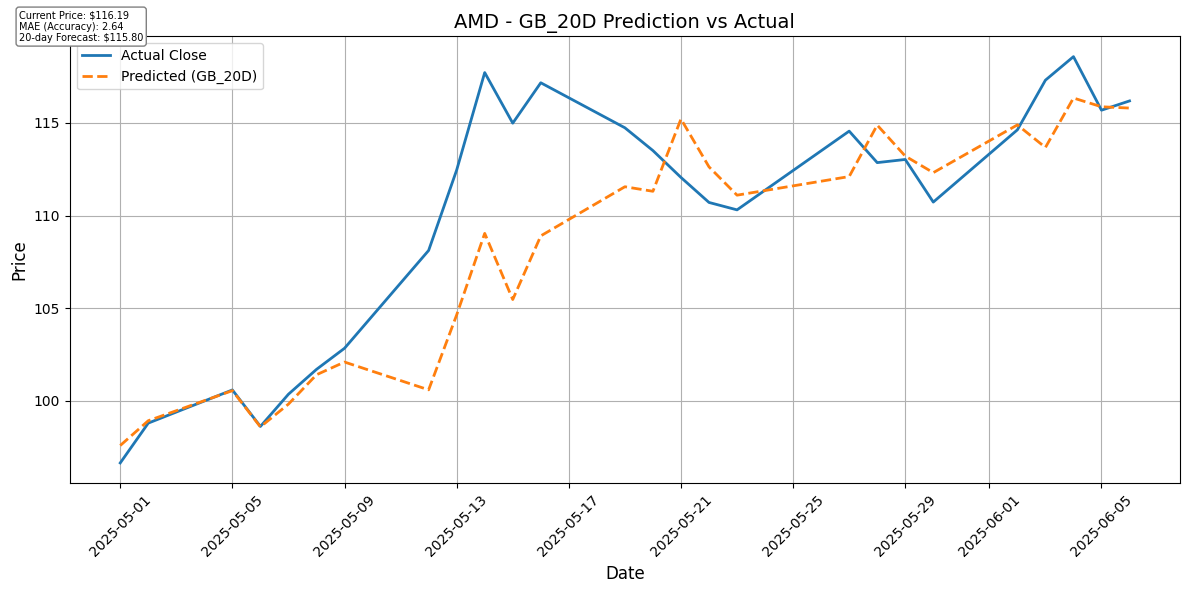 AMD - GB_20D Prediction vs Actual
Current Price: $116.19
MAE (Accuracy): 2.64
20-day Forecast: $115.80
Actual Close
Predicted (GB_20D)
Price
115
110
105
100
2025-05-01
2025-05-05
2025-05-09
2025-05-13
2025-05-17
2025-05-21
2025-05-25
2025-05-29
2025-06-01
2025-06-05
Date